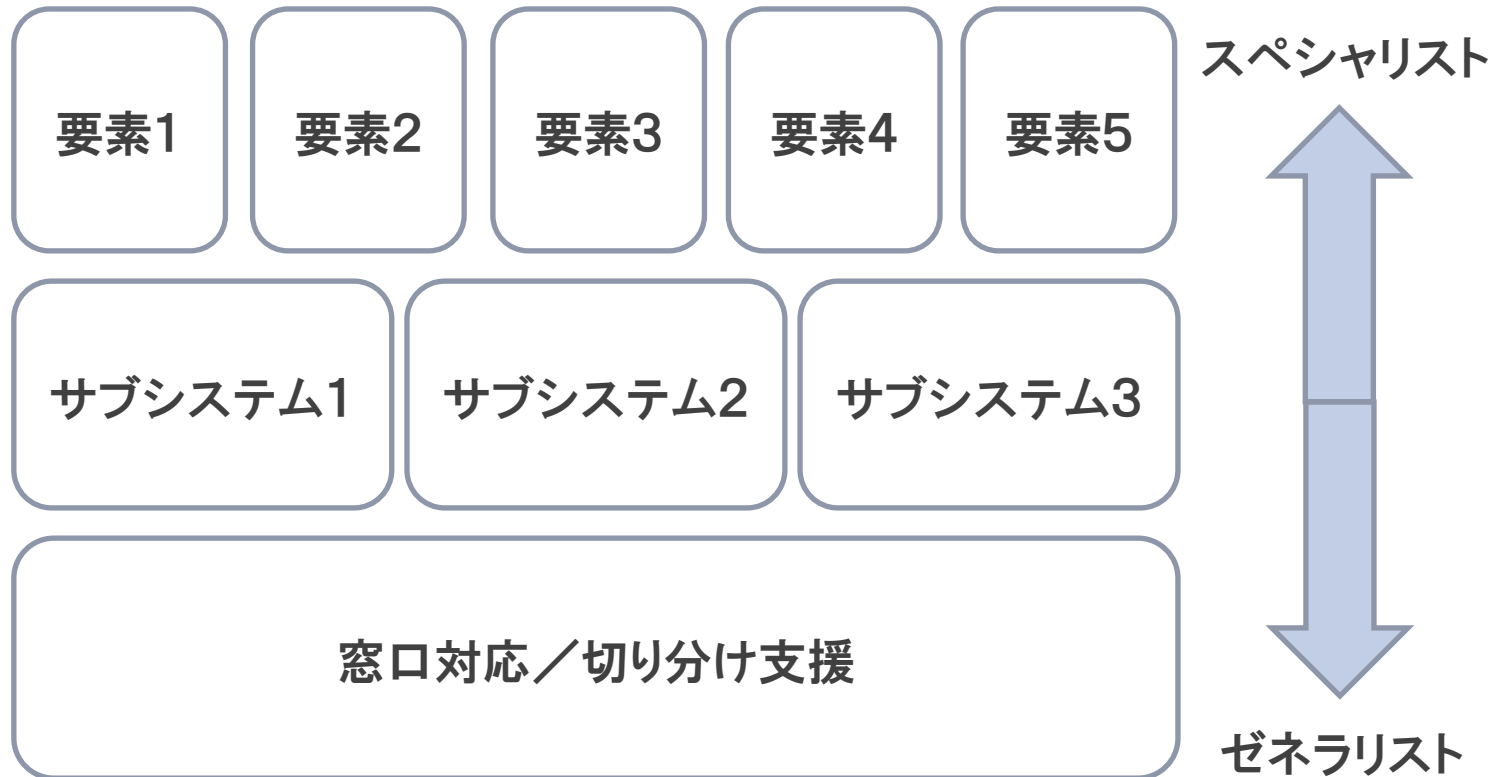 スペシャリスト
要素1
要素2
要素3
要素4
要素5
サブシステム1
サブシステム2
サブシステム3
窓口対応／切り分け支援
ゼネラリスト